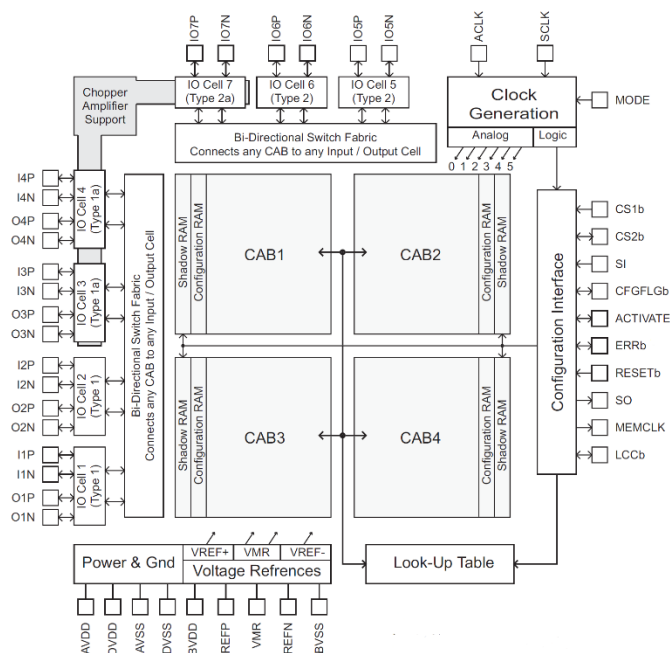 IO7P
IO7N
IO6P
IO6N
IO5P
IO5N
ACLK
SCLK
Chopper
Amplifier
Support
IO Cell 7
(Type 2a)
IO Cell 6
(Type 2)
IO Cell 5
(Type 2)
Clock
Generation
Analog
Logic
MODE
0 1 2 3 4 5
Bi-Directional Switch Fabric
Connects any CAB to any Input / Output Cell
I4P
I4N
O4P
O4N
IO Cell 4
(Type 1a)
I3P
I3N
O3P
O3N
IO Cell 3
(Type 1a)
I2P
I2N
O2P
O2N
IO Cell 2
(Type 1)
I1P
I1N
O1P
O1N
IO Cell 1
(Type 1)
Bi-Directional Switch Fabric
Connects any CAB to any Input / Output Cell
Shadow RAM
Configuration RAM
CAB1
CAB2
Configuration RAM
Shadow RAM
Shadow RAM
Configuration RAM
CAB3
CAB4
Configuration RAM
Shadow RAM
Configuration Interface
CS1b
CS2b
SI
CFGFLGb
ACTIVATE
ERRb
RESETb
SO
MEMCLK
LCCb
Power & Gnd
VREF+
VMR
VREF-
Voltage Refrences
Look-Up Table
AVDD
DVDD
AVSS
DVSS
BVDD
REFP
VMR
REFN
BVSS